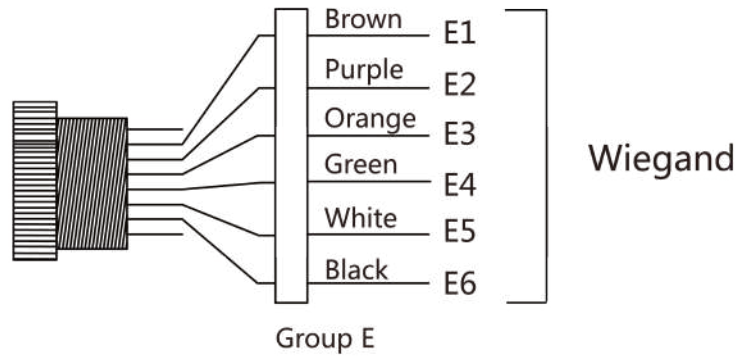 Brown E1
Purple E2
Orange E3
Green E4
White E5
Black E6
Wiegand
Group E